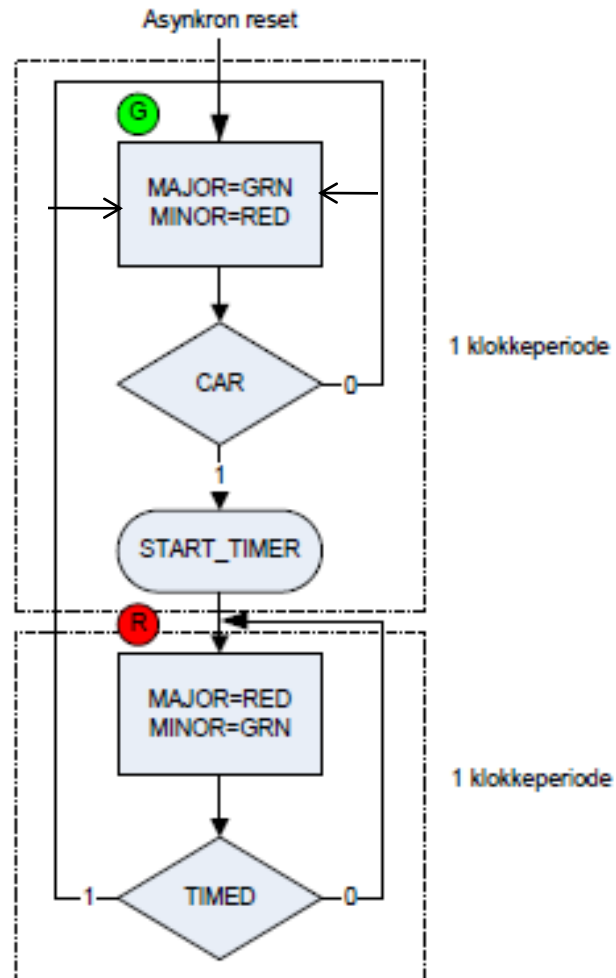 Asynkron reset
G
MAJOR=GRN
MINOR=RED
1 klokkeperiode
CAR
0
1
START_TIMER
R
MAJOR=RED
MINOR=GRN
1 klokkeperiode
1
TIMED
0